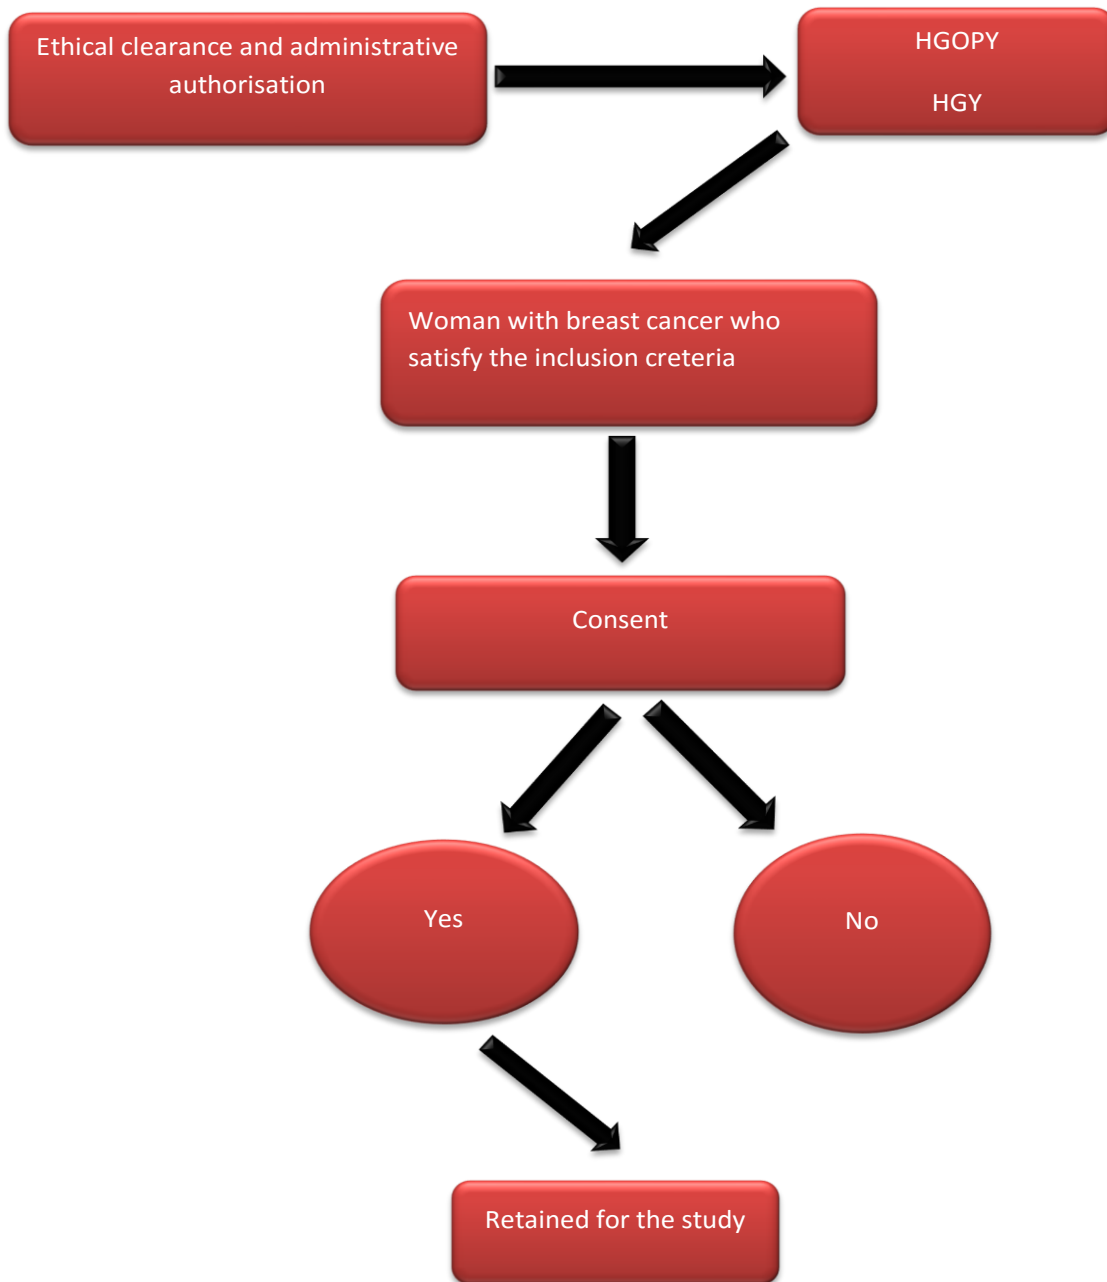 Ethical clearance and administrative
authorisation
HGOPY
HGY
Woman with breast cancer who
satisfy the inclusion creteria
Consent
Yes
No
Retained for the study